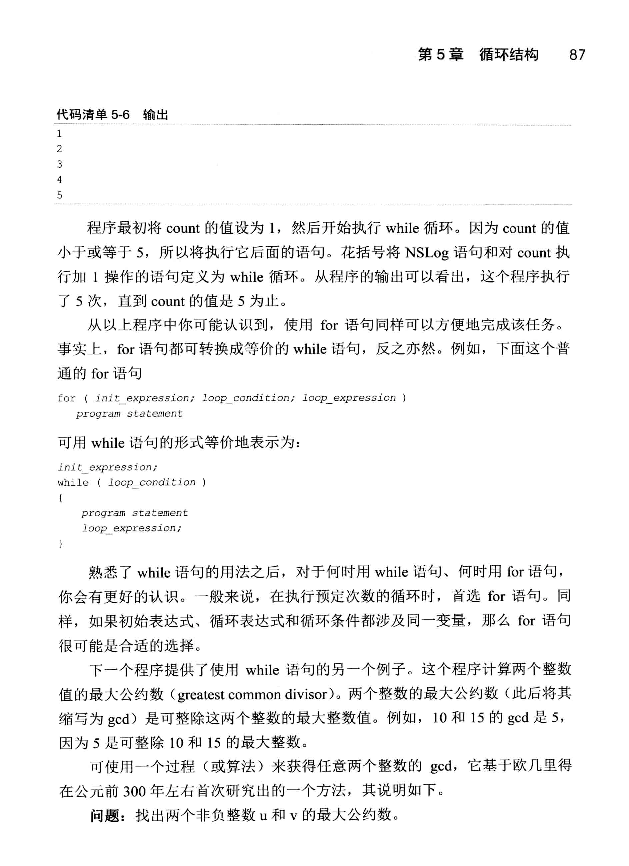 第 5 章 循环结构 87
代码清单 5-6 输出
1
2
3
4
5
程序最初将 count 的值设为 1，然后开始执行 while 循环。因为 count 的值
小于或等于 5，所以将执行它后面的语句。花括号将 NSLog 语句和对 count 执
行加 1 操作的语句定义为 while 循环。从程序的输出可以看出，这个程序执行
了 5 次，直到 count 的值是 5 为止。
从以上程序中你可能认识到，使用 for 语句同样可以方便地完成该任务。
事实上，for 语句都可转换成等价的 while 语句，反之亦然。例如，下面这个普
通的 for 语句
for ( init_expression; loop_condition; loop_expression )
program statement
可用 while 语句的形式等价地表示为：
init_expression;
while ( loop_condition )
{
program statement
loop_expression;
}
熟悉了 while 语句的用法之后，对于何时用 while 语句、何时用 for 语句，
你会有更好的认识。一般来说，在执行预定次数的循环时，首选 for 语句。同
样，如果初始表达式、循环表达式和循环条件都涉及同一变量，那么 for 语句
很可能是合适的选择。
下一个程序提供了使用 while 语句的另一个例子。这个程序计算两个整数
值的最大公约数（greatest common divisor）。两个整数的最大公约数（此后将其
缩写为 gcd）是可整除这两个整数的最大整数值。例如，10 和 15 的 gcd 是 5，
因为 5 是可整除 10 和 15 的最大整数。
可使用一个过程（或算法）来获得任意两个整数的 gcd，它基于欧几里得
在公元前 300 年左右首次研究出的一个方法，其说明如下。
问题：找出两个非负整数 u 和 v 的最大公约数。